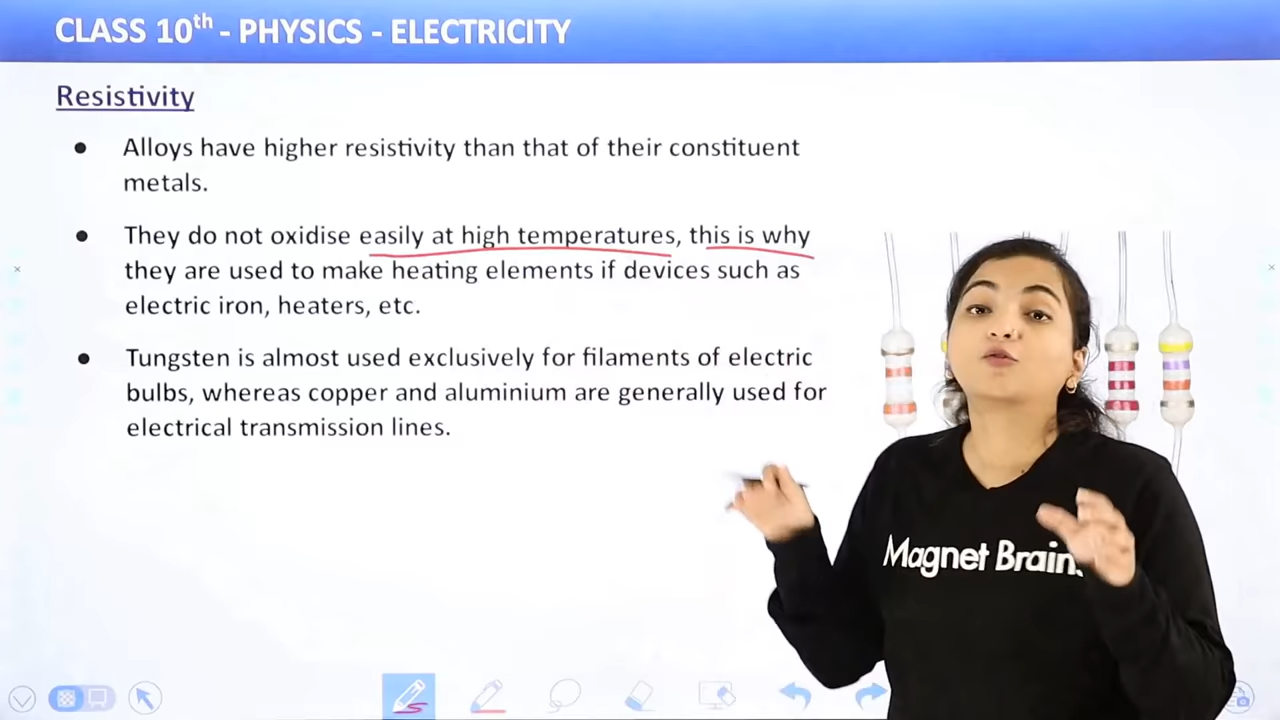 CLASS 10th - PHYSICS - ELECTRICITY
Resistivity
● Alloys have higher resistivity than that of their constituent
metals.
● They do not oxidise easily at high temperatures, this is why
they are used to make heating elements if devices such as
electric iron, heaters, etc.
● Tungsten is almost used exclusively for filaments of electric
bulbs, whereas copper and aluminium are generally used for
electrical transmission lines.
Magnet Brain